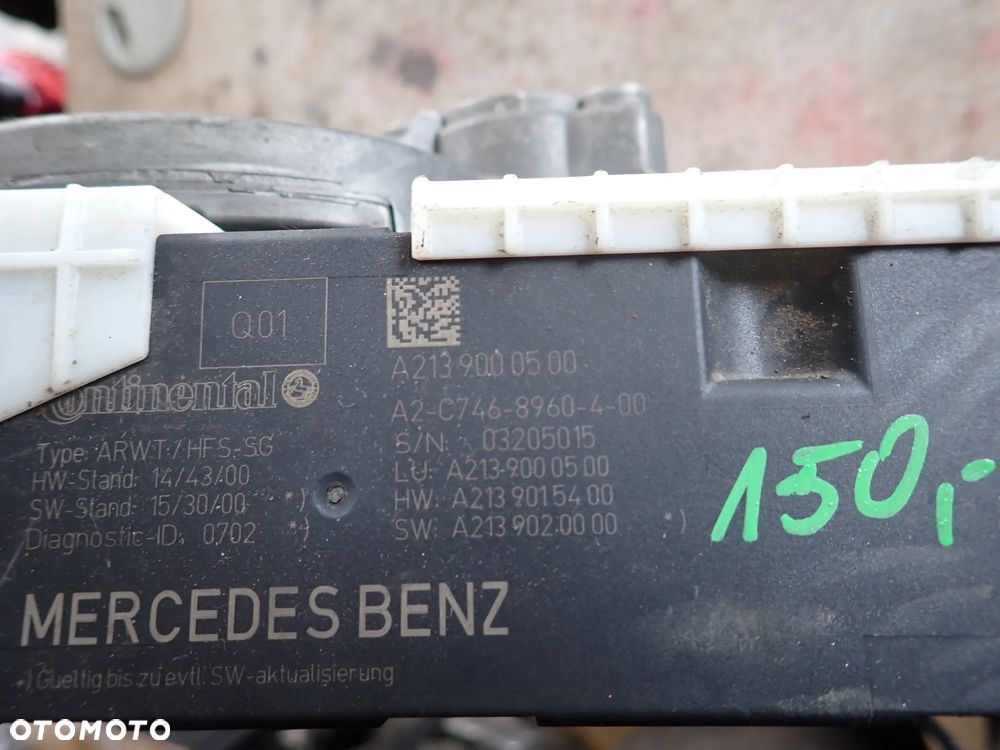 Q01
Continental
A213 900 05 00
A2-C746-8960-4-00
Type: ARWT/HFS-SG
S/N: 03205015
HW-Stand: 14/43/00
LU: A213 900 05 00
SW-Stand: 15/30/00 *)
HW: A213 901 54 00
Diagnostic-ID: 0702 *)
SW: A213 902 00 00 *)
150,-
MERCEDES BENZ
*) Gueltig bis zu evtl. SW-aktualisierung
OTOMOTO